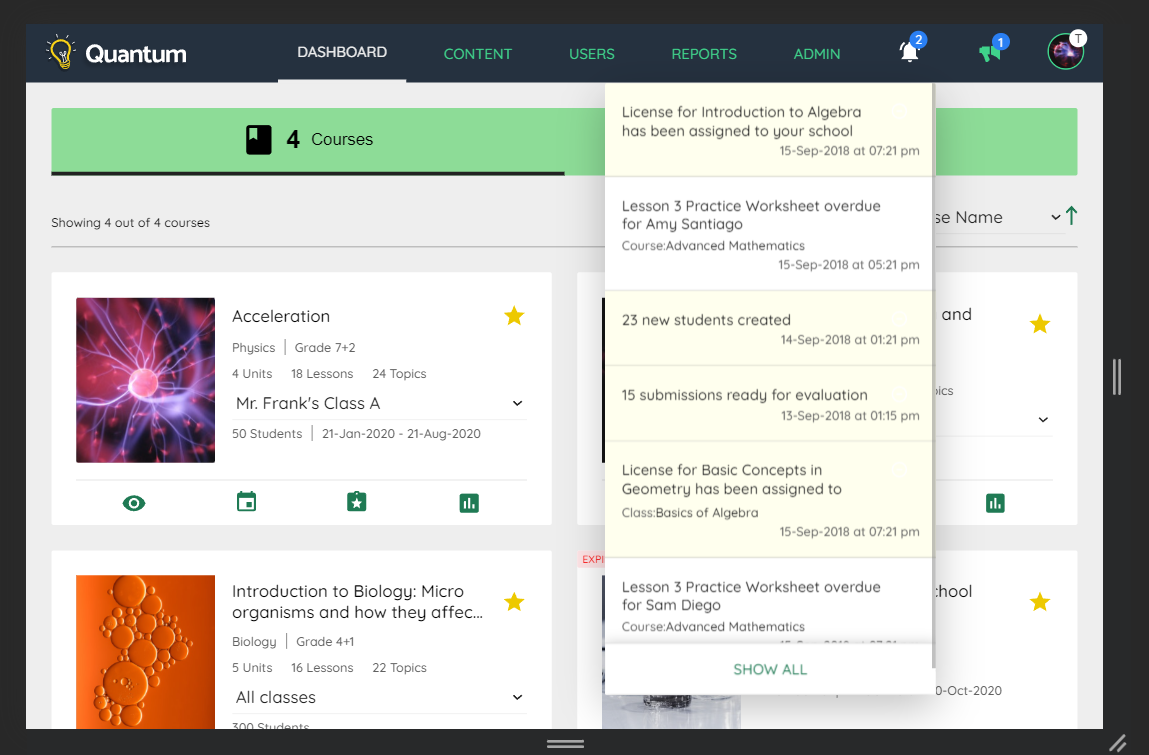 Quantum
DASHBOARD
CONTENT
USERS
REPORTS
ADMIN
2
1
T
4 Courses
Showing 4 out of 4 courses
Name
License for Introduction to Algebra
has been assigned to your school
15-Sep-2018 at 07:21 pm
Lesson 3 Practice Worksheet overdue
for Amy Santiago
Course:Advanced Mathematics
15-Sep-2018 at 05:21 pm
23 new students created
14-Sep-2018 at 01:21 pm
15 submissions ready for evaluation
13-Sep-2018 at 01:15 pm
License for Basic Concepts in
Geometry has been assigned to
Class:Basics of Algebra
15-Sep-2018 at 07:21 pm
Lesson 3 Practice Worksheet overdue
for Sam Diego
Course:Advanced Mathematics
SHOW ALL
Acceleration
Physics | Grade 7+2
4 Units 18 Lessons 24 Topics
Mr. Frank's Class A
50 Students | 21-Jan-2020 - 21-Aug-2020
and
Introduction to Biology: Micro
organisms and how they affec...
Biology | Grade 4+1
5 Units 16 Lessons 22 Topics
All classes
300 Students
-Oct-2020